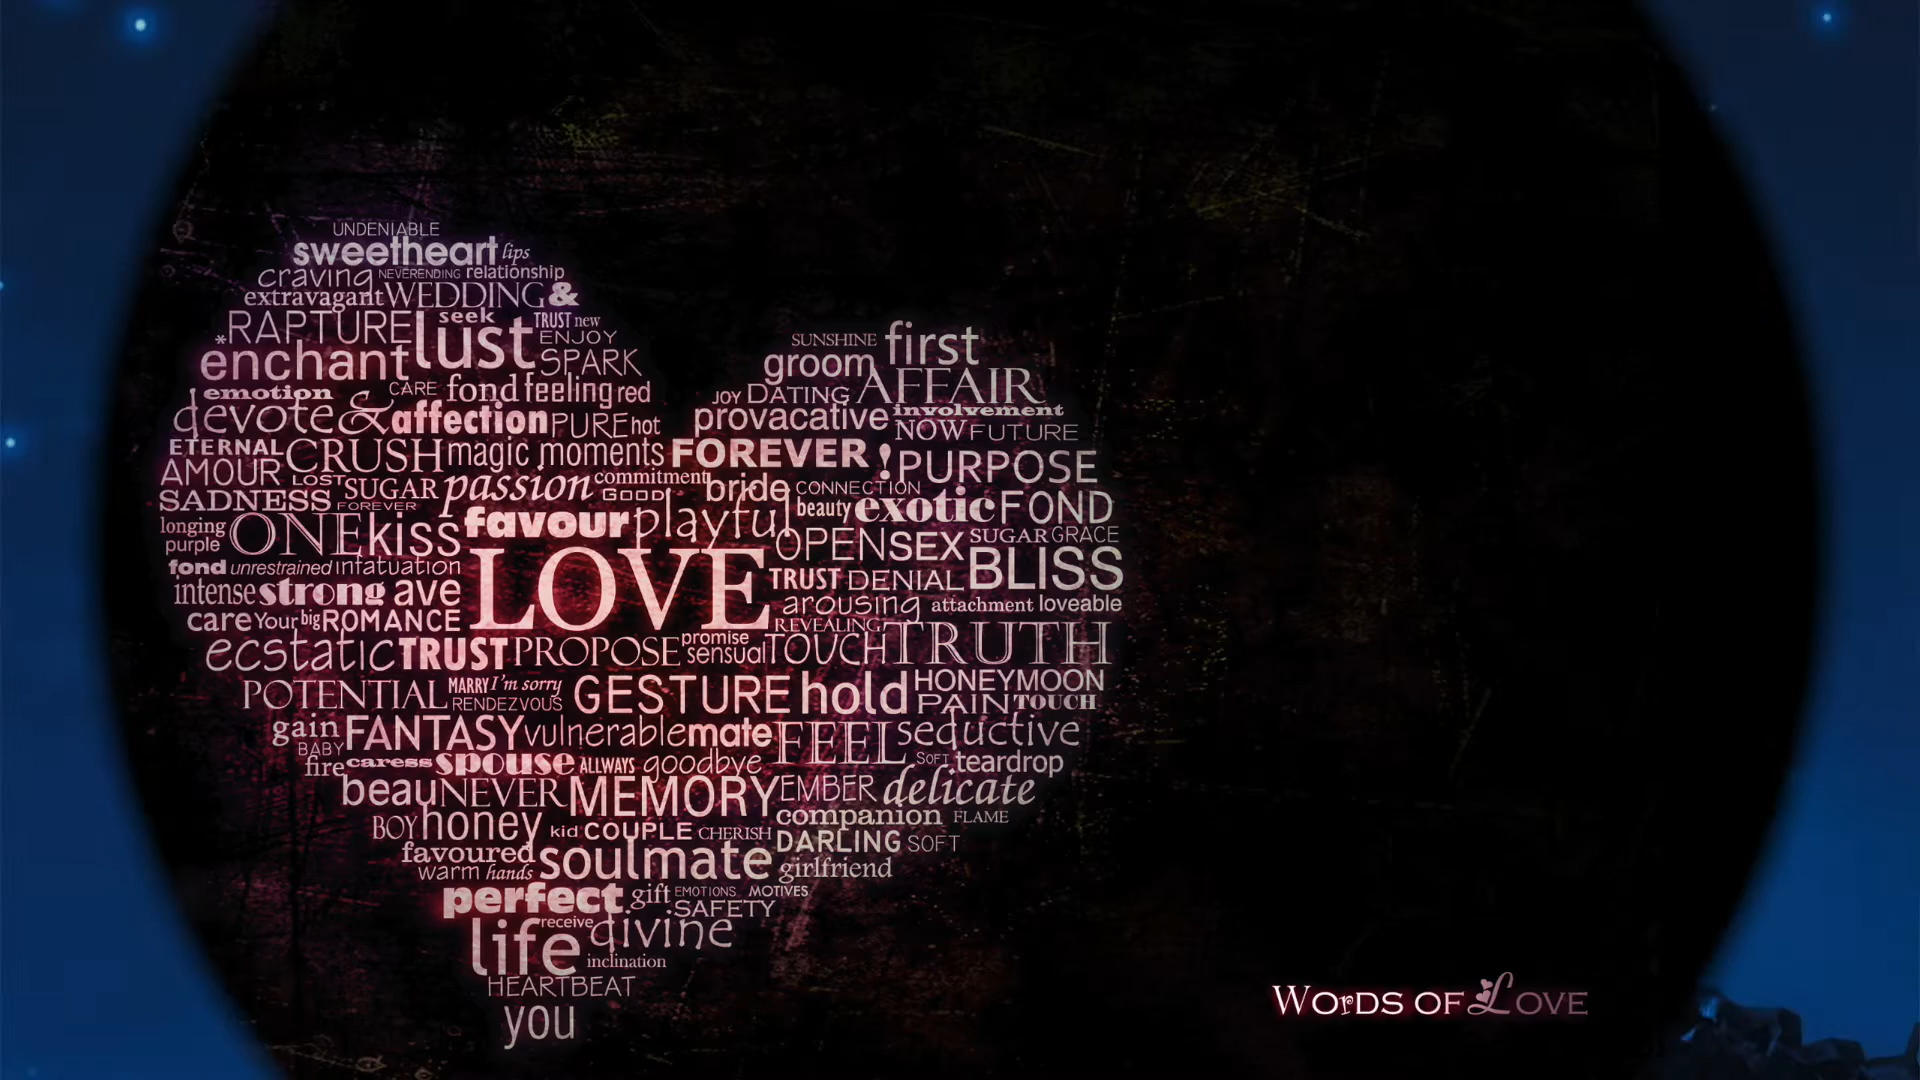 UNDENIABLE
sweetheart lips
craving NEVERENDING relationship
extravagant WEDDING &
*RAPTURE lust seek TRUST new
ENJOY
enchant SPARK
SUNSHINE first
groom
emotion CARE fond feeling red
JOY DATING AFFAIR
devote & affection PURE hot
provacative involvement
NOW FUTURE
ETERNAL CRUSH magic moments FOREVER ! PURPOSE
AMOUR LOST SUGAR passion commitment bride CONNECTION
SADNESS FOREVER GOOD beauty exotic FOND
longing ONE kiss favour playful
purple OPEN SEX SUGAR GRACE
fond unrestrained infatuation LOVE TRUST DENIAL BLISS
intense strong ave arousing attachment loveable
care Your big ROMANCE REVEALING
ecstatic TRUST PROPOSE promise sensual TOUCH TRUTH
POTENTIAL MARRY I'm sorry GESTURE hold HONEYMOON
RENDEZVOUS PAIN TOUCH
gain FANTASY vulnerable mate FEEL seductive
BABY
fire caress spouse ALLWAYS goodbye SOFT teardrop
beau NEVER MEMORY EMBER delicate
BOY honey kid COUPLE CHERISH companion FLAME
DARLING SOFT
favoured soulmate girlfriend
warm hands
perfect gift EMOTIONS MOTIVES
SAFETY
life receive divine
inclination
HEARTBEAT
you
WORDS OF LOVE